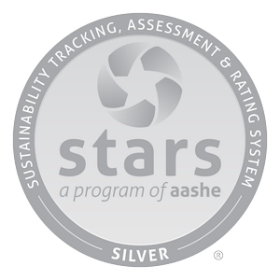 SUSTAINABILITY TRACKING, ASSESSMENT & RATING SYSTEM
stars
a program of aashe
SILVER
®